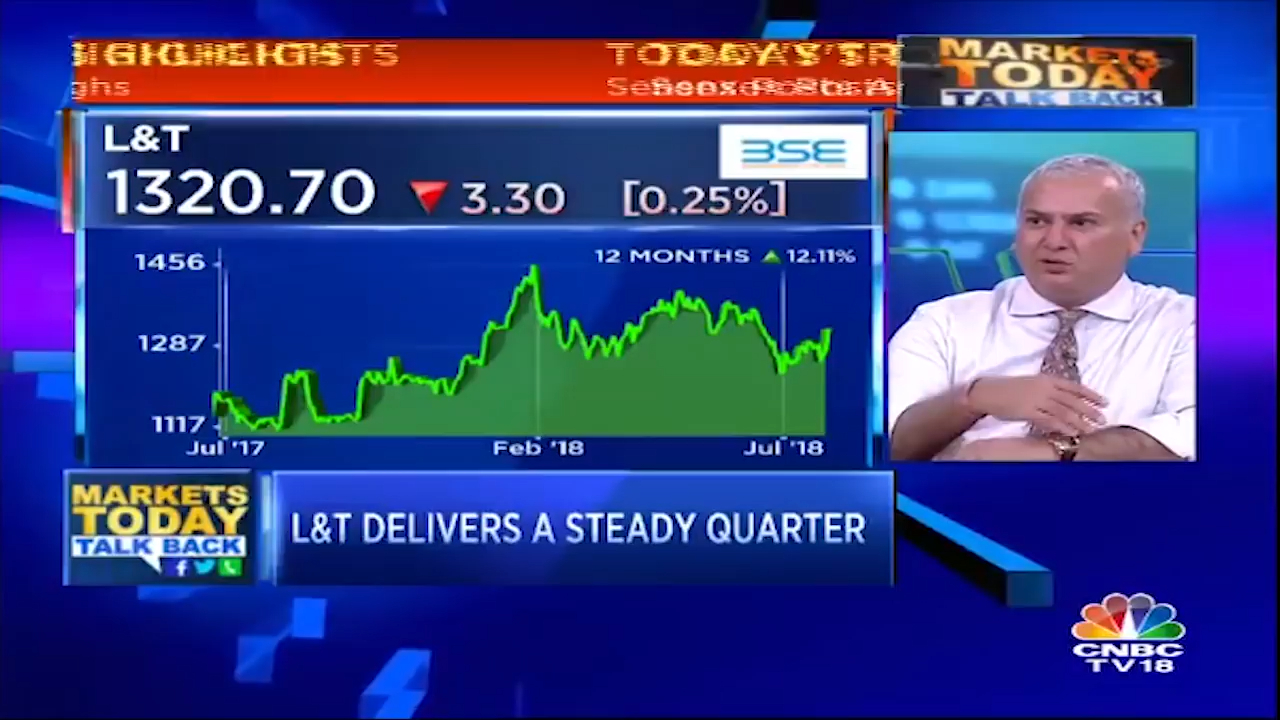 MARKETS
TODAY
TALK BACK
L&T
BSE
1320.70 ▼ 3.30 [0.25%]
12 MONTHS ▲ 12.11%
1456
1287
1117
Jul '17 Feb '18 Jul '18
MARKETS
TODAY
TALK BACK
L&T DELIVERS A STEADY QUARTER
CNBC
TV18